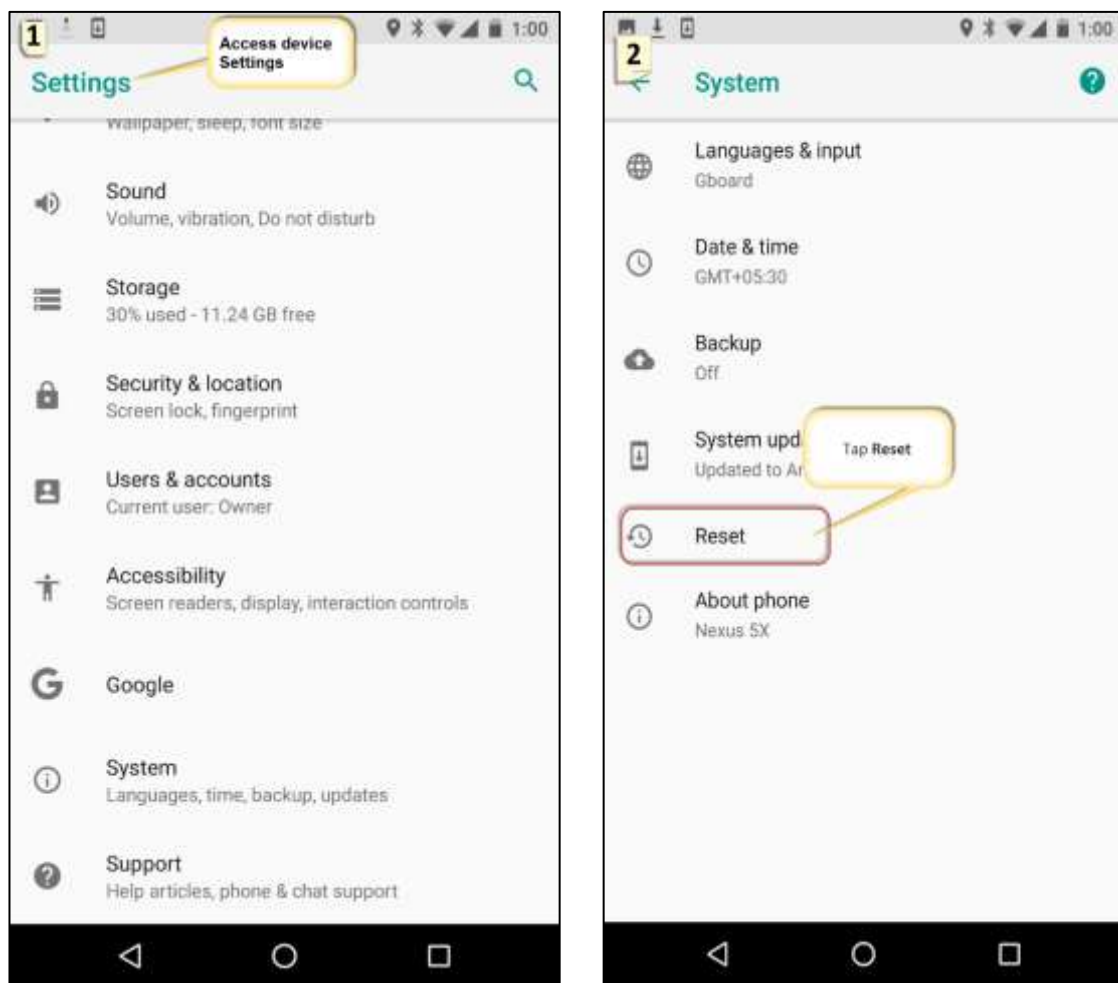 1
Access device
Settings
1:00
Settings
Wallpaper, sleep, font size
Sound
Volume, vibration, Do not disturb
Storage
30% used - 11.24 GB free
Security & location
Screen lock, fingerprint
Users & accounts
Current user: Owner
Accessibility
Screen readers, display, interaction controls
G Google
System
Languages, time, backup, updates
Support
Help articles, phone & chat support
2
1:00
System
Languages & input
Gboard
Date & time
GMT+05:30
Backup
Off
System upd
Updated to An
Tap Reset
Reset
About phone
Nexus 5X